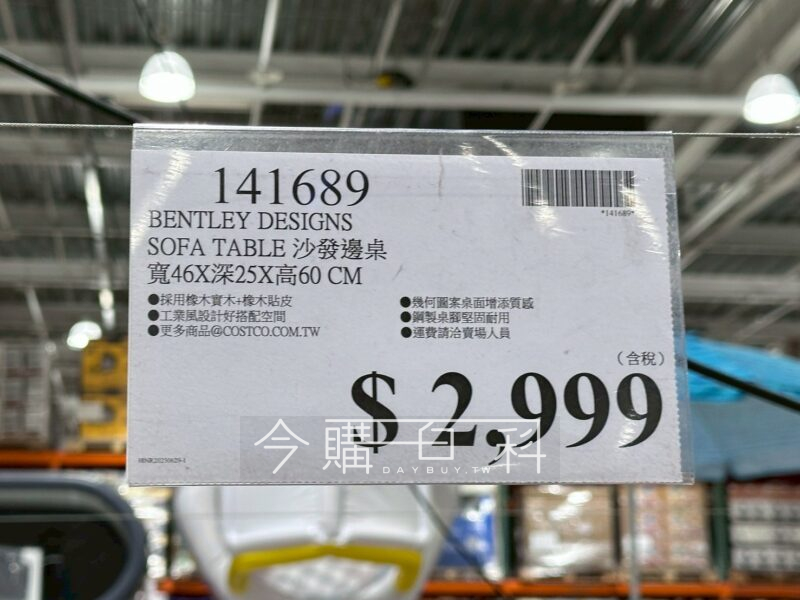 141689
*141689*
BENTLEY DESIGNS
SOFA TABLE 沙發邊桌
寬46X深25X高60 CM
●採用橡木實木+橡木貼皮
●工業風設計好搭配空間
●更多商品@COSTCO.COM.TW
●幾何圖案桌面增添質感
●鋼製桌腳堅固耐用
●運費請洽賣場人員
(含稅)
$ 2,999
今購百科
DAYBUY.TW